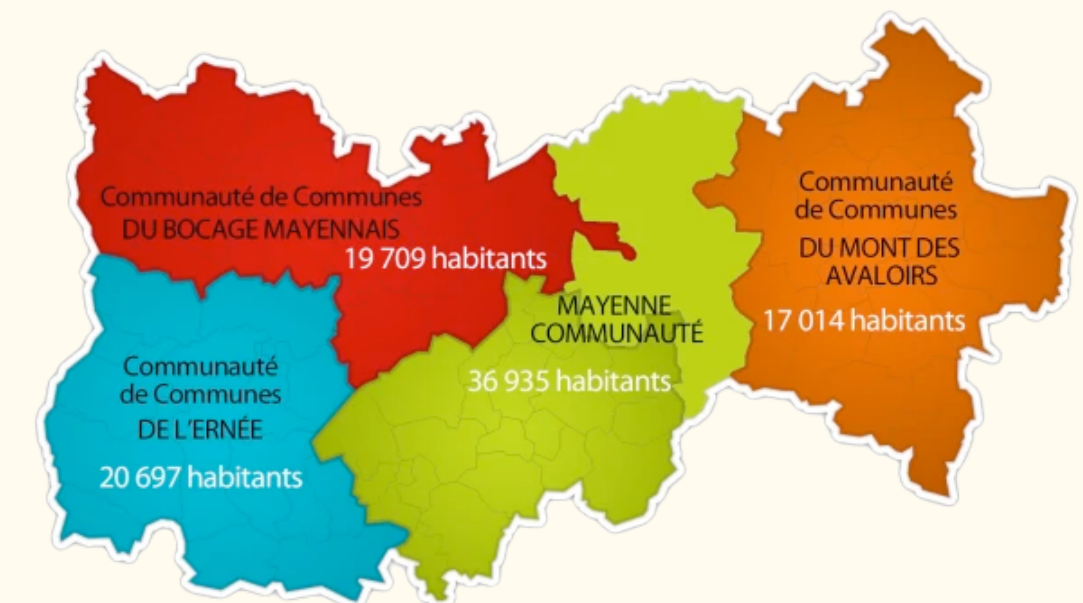 Communauté de Communes
DU BOCAGE MAYENNAIS
19 709 habitants
Communauté
de Communes
DE L'ERNÉE
20 697 habitants
MAYENNE
COMMUNAUTÉ
36 935 habitants
Communauté
de Communes
DU MONT DES
AVALOIRS
17 014 habitants